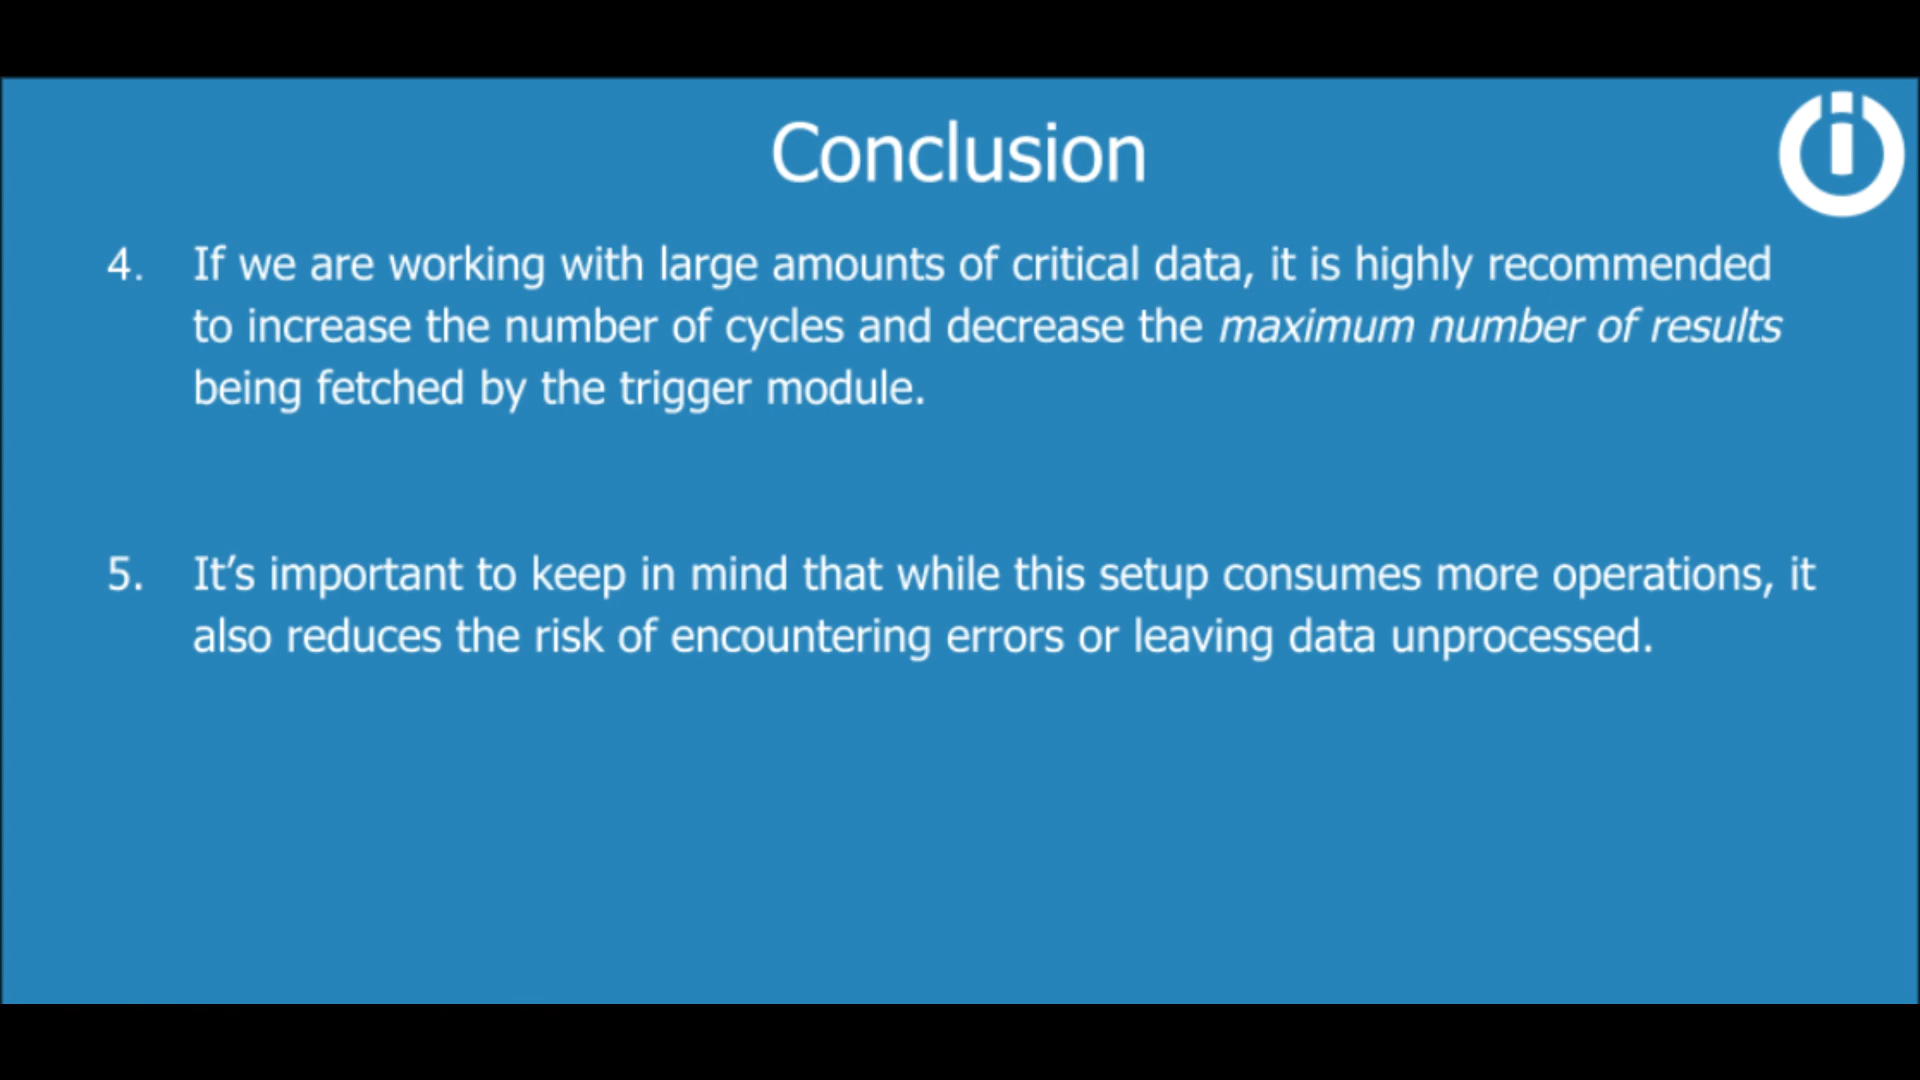 Conclusion
4. If we are working with large amounts of critical data, it is highly recommended
to increase the number of cycles and decrease the maximum number of results
being fetched by the trigger module.
5. It's important to keep in mind that while this setup consumes more operations, it
also reduces the risk of encountering errors or leaving data unprocessed.